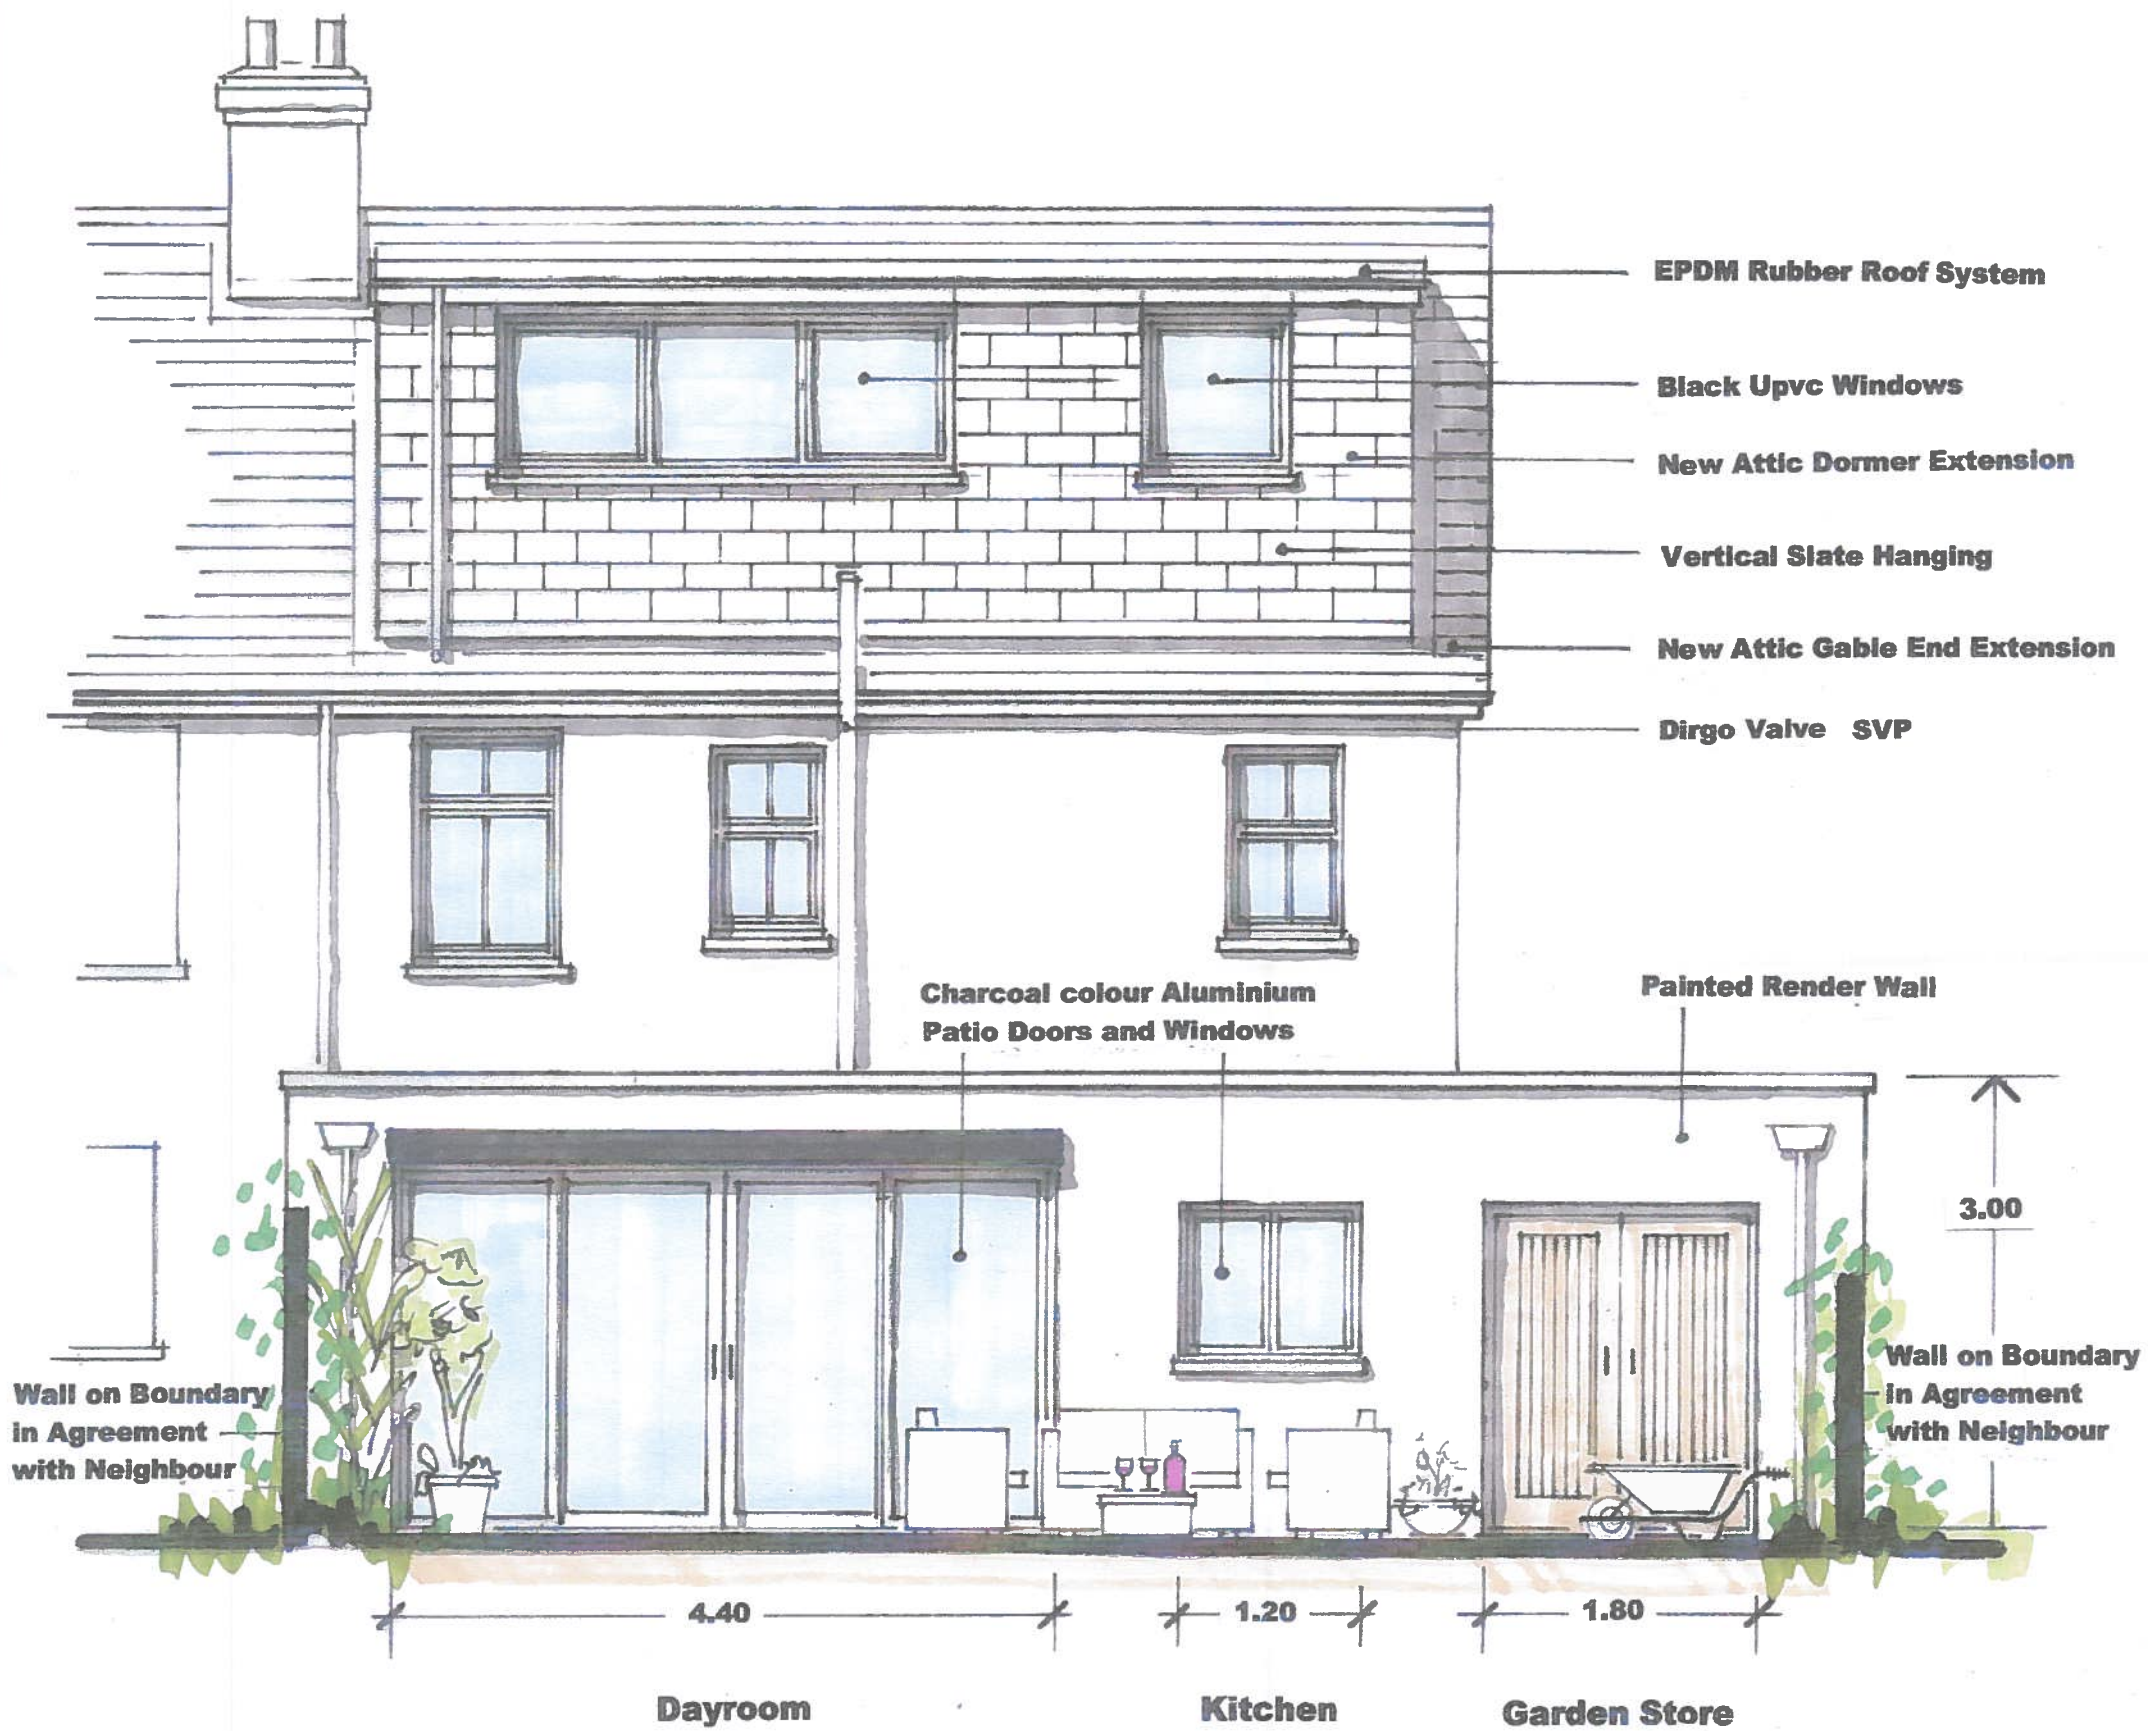 EPDM Rubber Roof System
Black Upvc Windows
New Attic Dormer Extension
Vertical Slate Hanging
New Attic Gable End Extension
Dirgo Valve SVP
Charcoal colour Aluminium
Patio Doors and Windows
Painted Render Wall
3.00
Wall on Boundary
in Agreement
with Neighbour
Wall on Boundary
in Agreement
with Neighbour
4.40
1.20
1.80
Dayroom
Kitchen
Garden Store